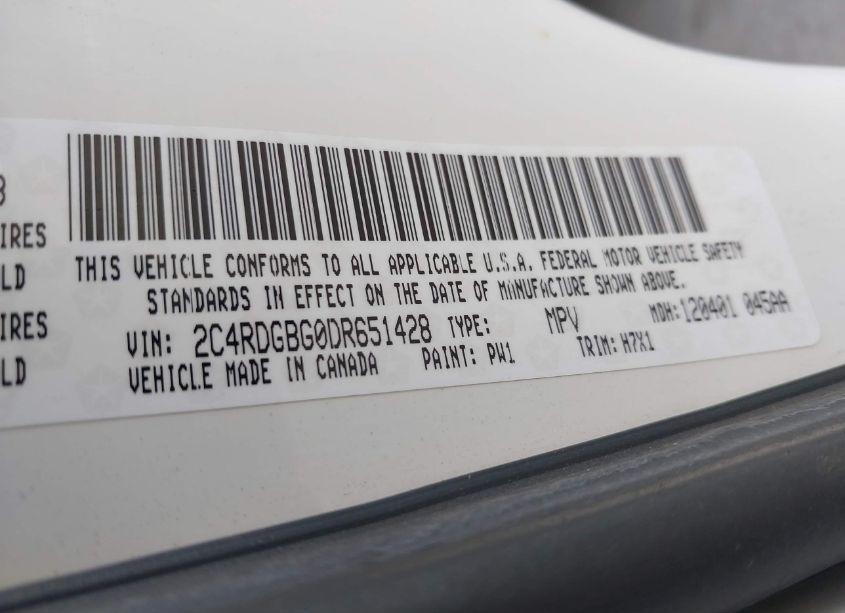 3
IRES
LD
IRES
LD
THIS VEHICLE CONFORMS TO ALL APPLICABLE U.S.A. FEDERAL MOTOR VEHICLE SAFETY
STANDARDS IN EFFECT ON THE DATE OF MANUFACTURE SHOWN ABOVE.
VIN: 2C4RDGBG0DR651428 TYPE: MPV MDH:120401 045AA
VEHICLE MADE IN CANADA PAINT: PW1 TRIM: H7X1